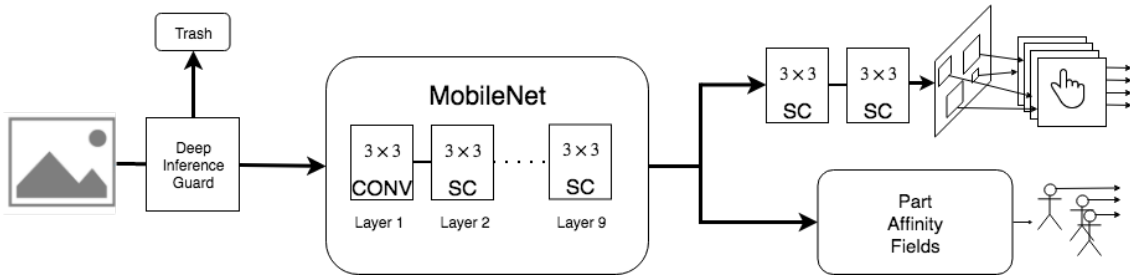 Trash
Deep
Inference
Guard
MobileNet
3 × 3
CONV
Layer 1
3 × 3
SC
Layer 2
. . . . . .
3 × 3
SC
Layer 9
3 × 3
SC
3 × 3
SC
Part
Affinity
Fields